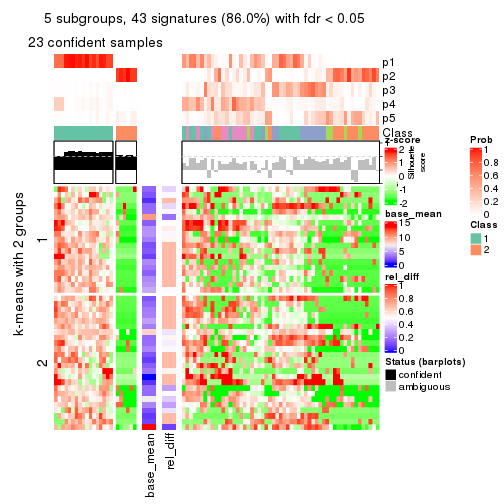 5 subgroups, 43 signatures (86.0%) with fdr < 0.05
23 confident samples
p1
p2
p3
p4
p5
Class
1
Silhouette
score
k-means with 2 groups
1
2
base_mean
rel_diff
z-score
2
1
0
-1
-2
base_mean
15
10
5
0
rel_diff
1
0.8
0.6
0.4
0.2
0
Status (barplots)
confident
ambiguous
Prob
1
0.8
0.6
0.4
0.2
0
Class
1
2